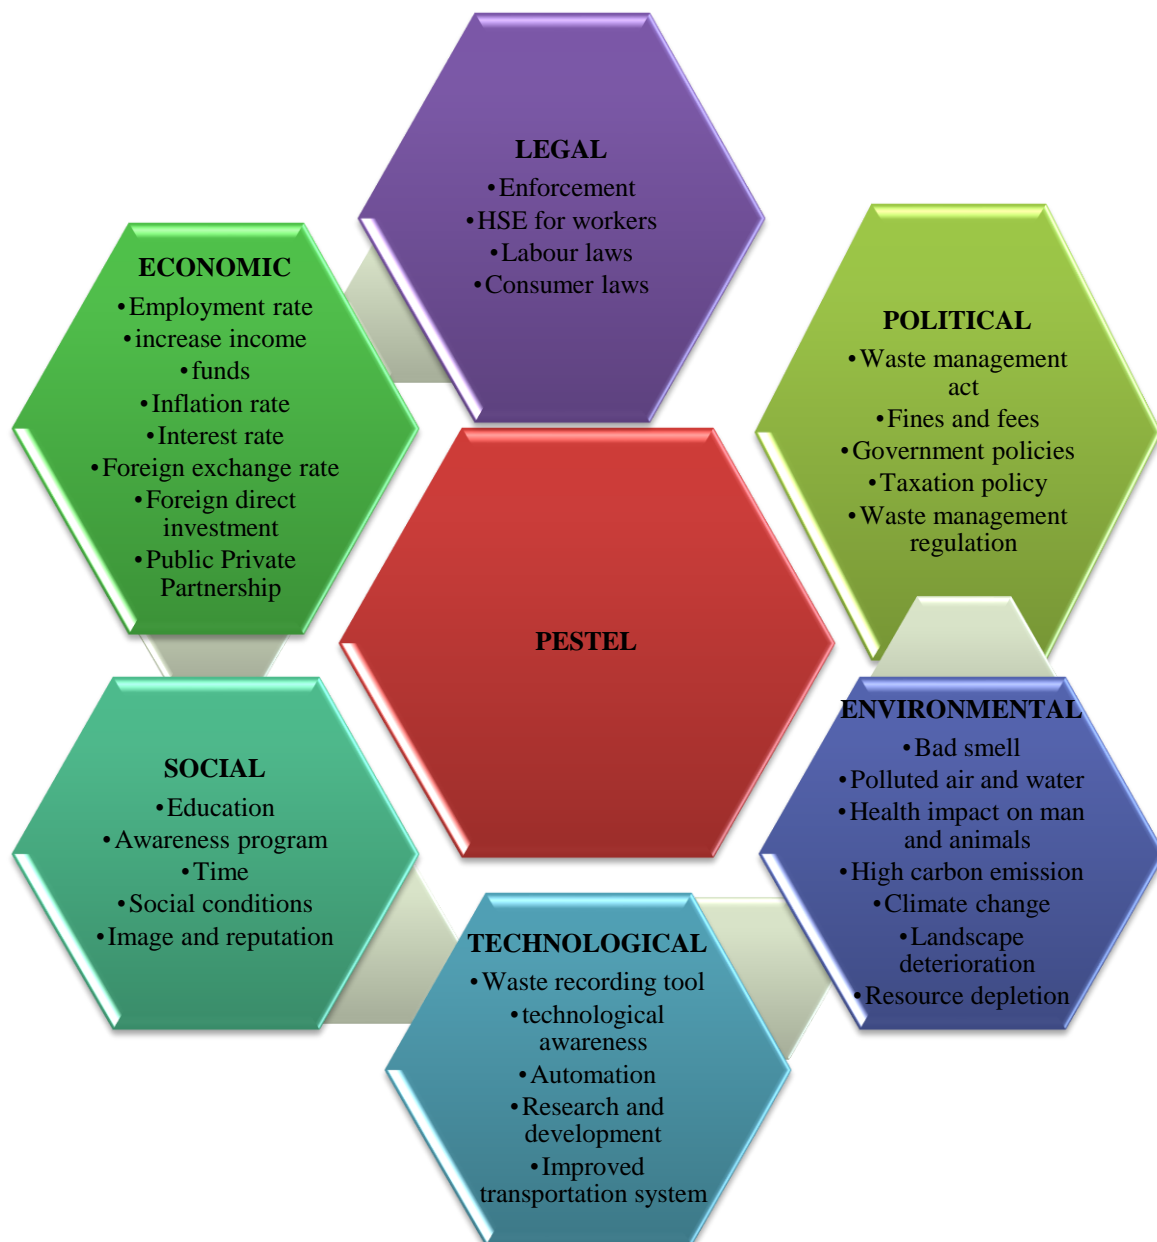 LEGAL
•Enforcement
•HSE for workers
•Labour laws
•Consumer laws
ECONOMIC
•Employment rate
•increase income
•funds
•Inflation rate
•Interest rate
•Foreign exchange rate
•Foreign direct
investment
•Public Private
Partnership
POLITICAL
•Waste management
act
•Fines and fees
•Government policies
•Taxation policy
•Waste management
regulation
PESTEL
SOCIAL
•Education
•Awareness program
•Time
•Social conditions
•Image and reputation
ENVIRONMENTAL
•Bad smell
•Polluted air and water
•Health impact on man
and animals
•High carbon emission
•Climate change
•Landscape
deterioration
•Resource depletion
TECHNOLOGICAL
•Waste recording tool
•technological
awareness
•Automation
•Research and
development
•Improved
transportation system